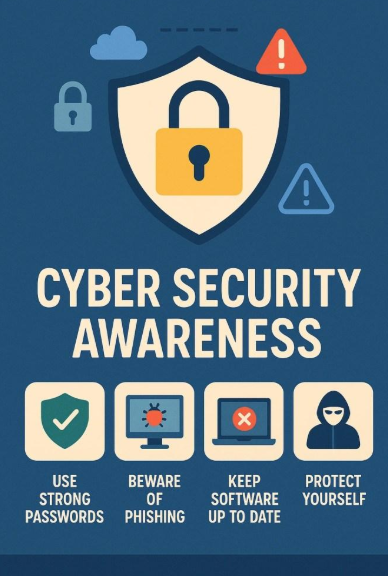 CYBER SECURITY
AWARENESS
USE
STRONG
PASSWORDS
BEWARE
OF
PHISHING
KEEP
SOFTWARE
UP TO DATE
PROTECT
YOURSELF